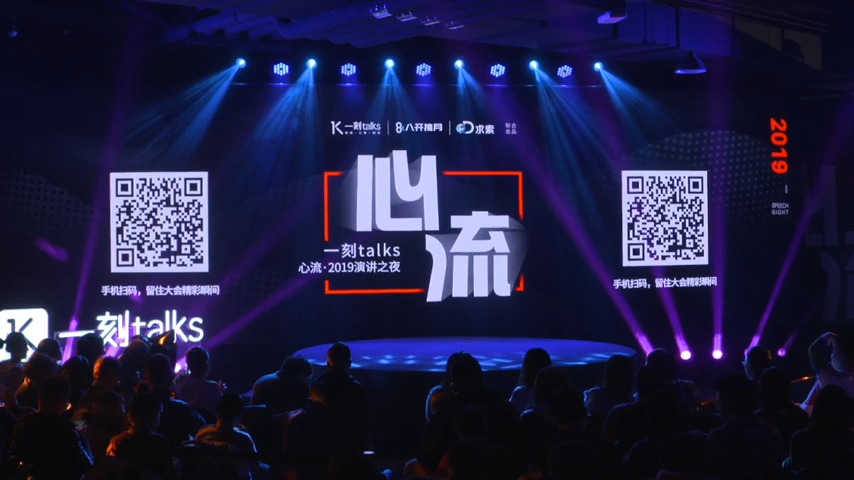 一刻talks
八开揽月
求索
联合
出品
2019
SPEECH
NIGHT
心
流
一刻talks
心流·2019演讲之夜
手机扫码，留住大会精彩瞬间
手机扫码，留住大会精彩瞬间
一刻talks